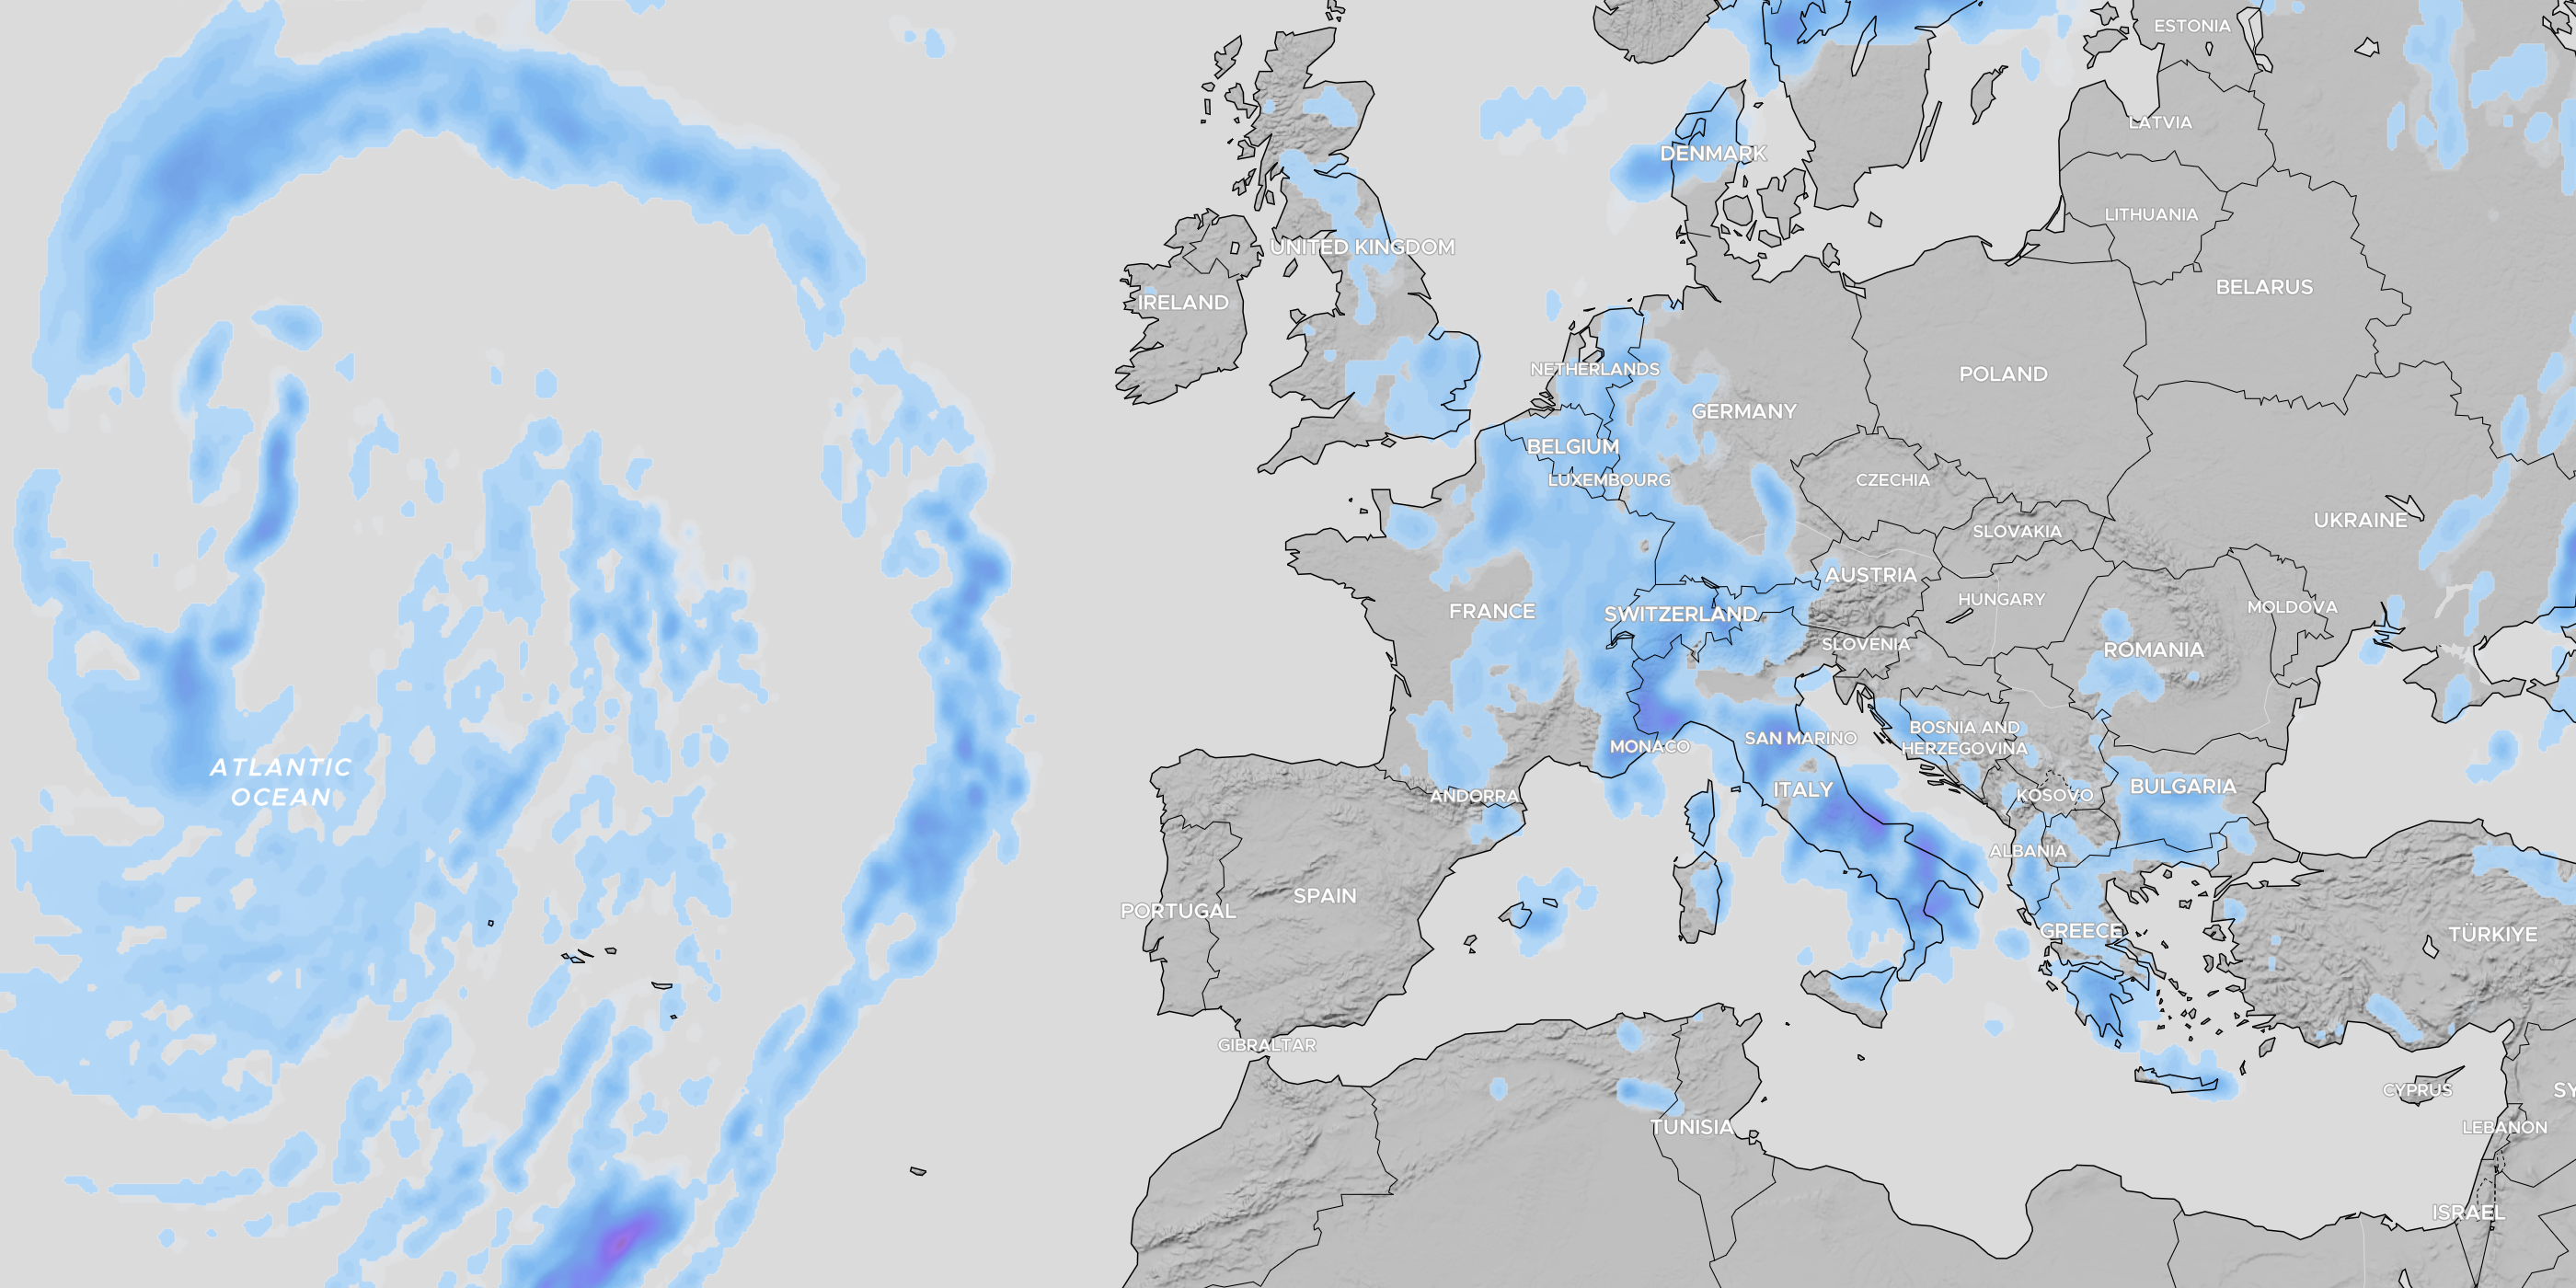 ESTONIA
LATVIA
DENMARK
LITHUANIA
UNITED KINGDOM
BELARUS
IRELAND
NETHERLANDS
POLAND
GERMANY
BELGIUM
LUXEMBOURG
CZECHIA
UKRAINE
SLOVAKIA
AUSTRIA
HUNGARY
MOLDOVA
FRANCE
SWITZERLAND
SLOVENIA
ROMANIA
BOSNIA AND
HERZEGOVINA
MONACO
SAN MARINO
ATLANTIC
OCEAN
ITALY
BULGARIA
ANDORRA
KOSOVO
ALBANIA
SPAIN
PORTUGAL
GREECE
TÜRKIYE
GIBRALTAR
CYPRUS
SY
TUNISIA
LEBANON
ISRAEL